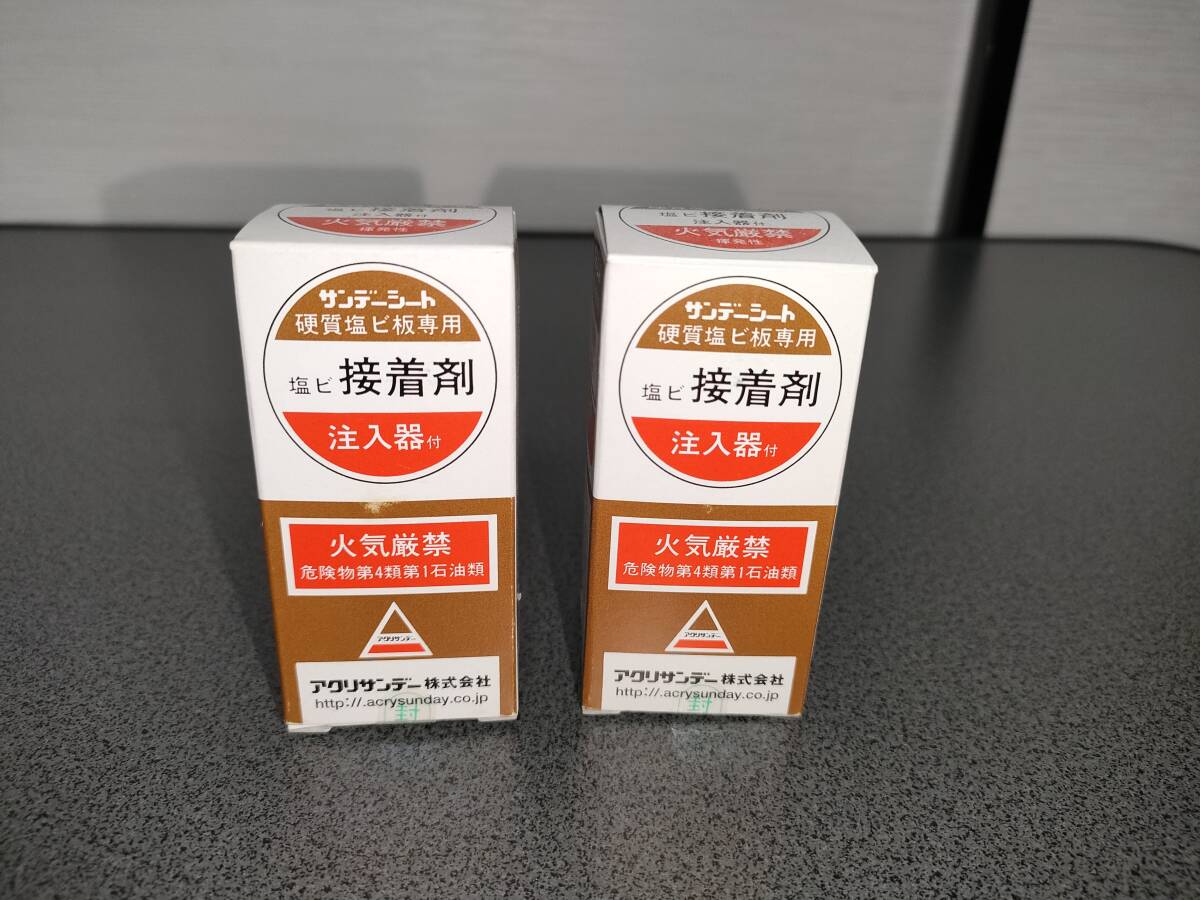 塩ビ 接着剤
注入器付
火気厳禁
揮発性
サンデーシート
硬質塩ビ板専用
塩ビ 接着剤
注入器付
火気厳禁
危険物第4類第1石油類
アクリサンデー
アクリサンデー株式会社
http://.acrysunday.co.jp
封
塩ビ 接着剤
注入器付
火気厳禁
揮発性
サンデーシート
硬質塩ビ板専用
塩ビ 接着剤
注入器付
火気厳禁
危険物第4類第1石油類
アクリサンデー
アクリサンデー株式会社
http://.acrysunday.co.jp
封